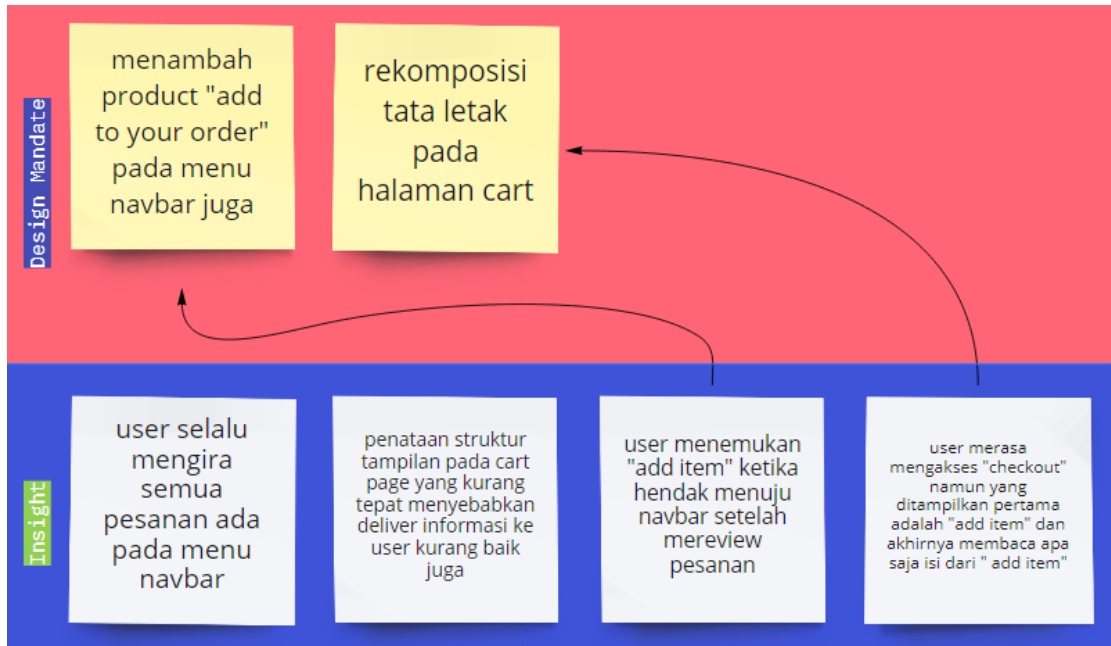 Design Mandate
menambah
product "add
to your order"
pada menu
navbar juga
rekomposisi
tata letak
pada
halaman cart
Insight
user selalu
mengira
semua
pesanan ada
pada menu
navbar
penataan struktur
tampilan pada cart
page yang kurang
tepat menyebabkan
deliver informasi ke
user kurang baik
juga
user menemukan
"add item" ketika
hendak menuju
navbar setelah
mereview
pesanan
user merasa
mengakses "checkout"
namun yang
ditampilkan pertama
adalah "add item" dan
akhirnya membaca apa
saja isi dari " add item"